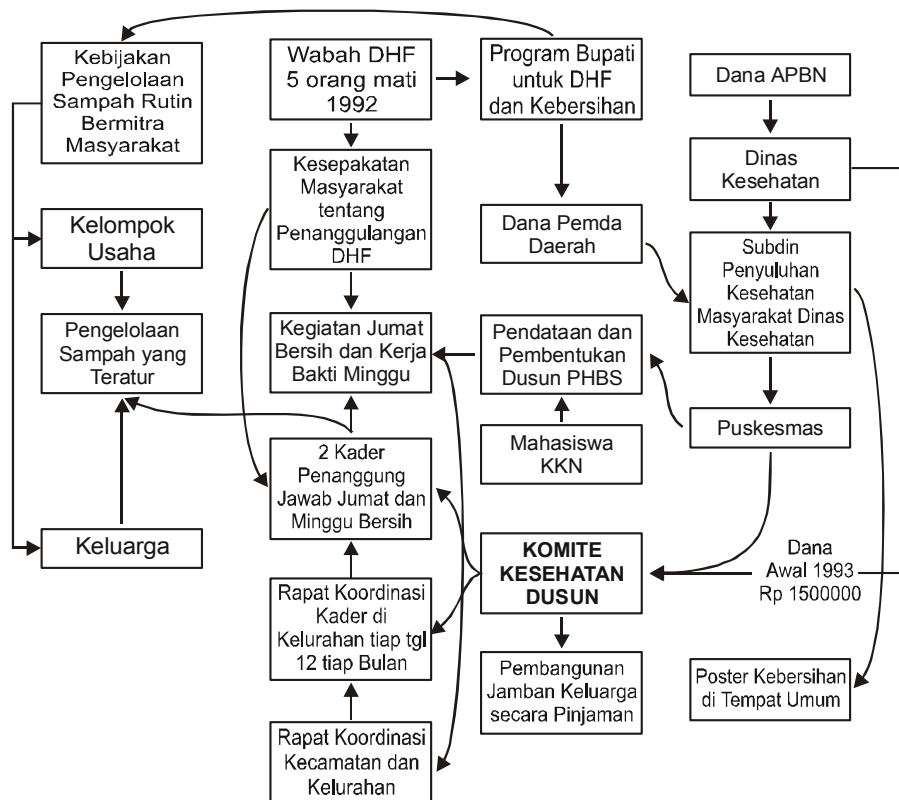 Kebijakan
Pengelolaan
Sampah Rutin
Bermitra
Masyarakat
Wabah DHF
5 orang mati
1992
Program Bupati
untuk DHF
dan Kebersihan
Dana APBN
Kesepakatan
Masyarakat
tentang
Penanggulangan
DHF
Dinas
Kesehatan
Kelompok
Usaha
Dana Pemda
Daerah
Subdin
Penyuluhan
Kesehatan
Masyarakat Dinas
Kesehatan
Pengelolaan
Sampah yang
Teratur
Kegiatan Jumat
Bersih dan Kerja
Bakti Minggu
Pendataan dan
Pembentukan
Dusun PHBS
Puskesmas
Mahasiswa
KKN
2 Kader
Penanggung
Jawab Jumat dan
Minggu Bersih
Keluarga
KOMITE
KESEHATAN
DUSUN
Dana
Awal 1993
Rp 1500000
Rapat Koordinasi
Kader di
Kelurahan tiap tgl
12 tiap Bulan
Pembangunan
Jamban Keluarga
secara Pinjaman
Poster Kebersihan
di Tempat Umum
Rapat Koordinasi
Kecamatan dan
Kelurahan